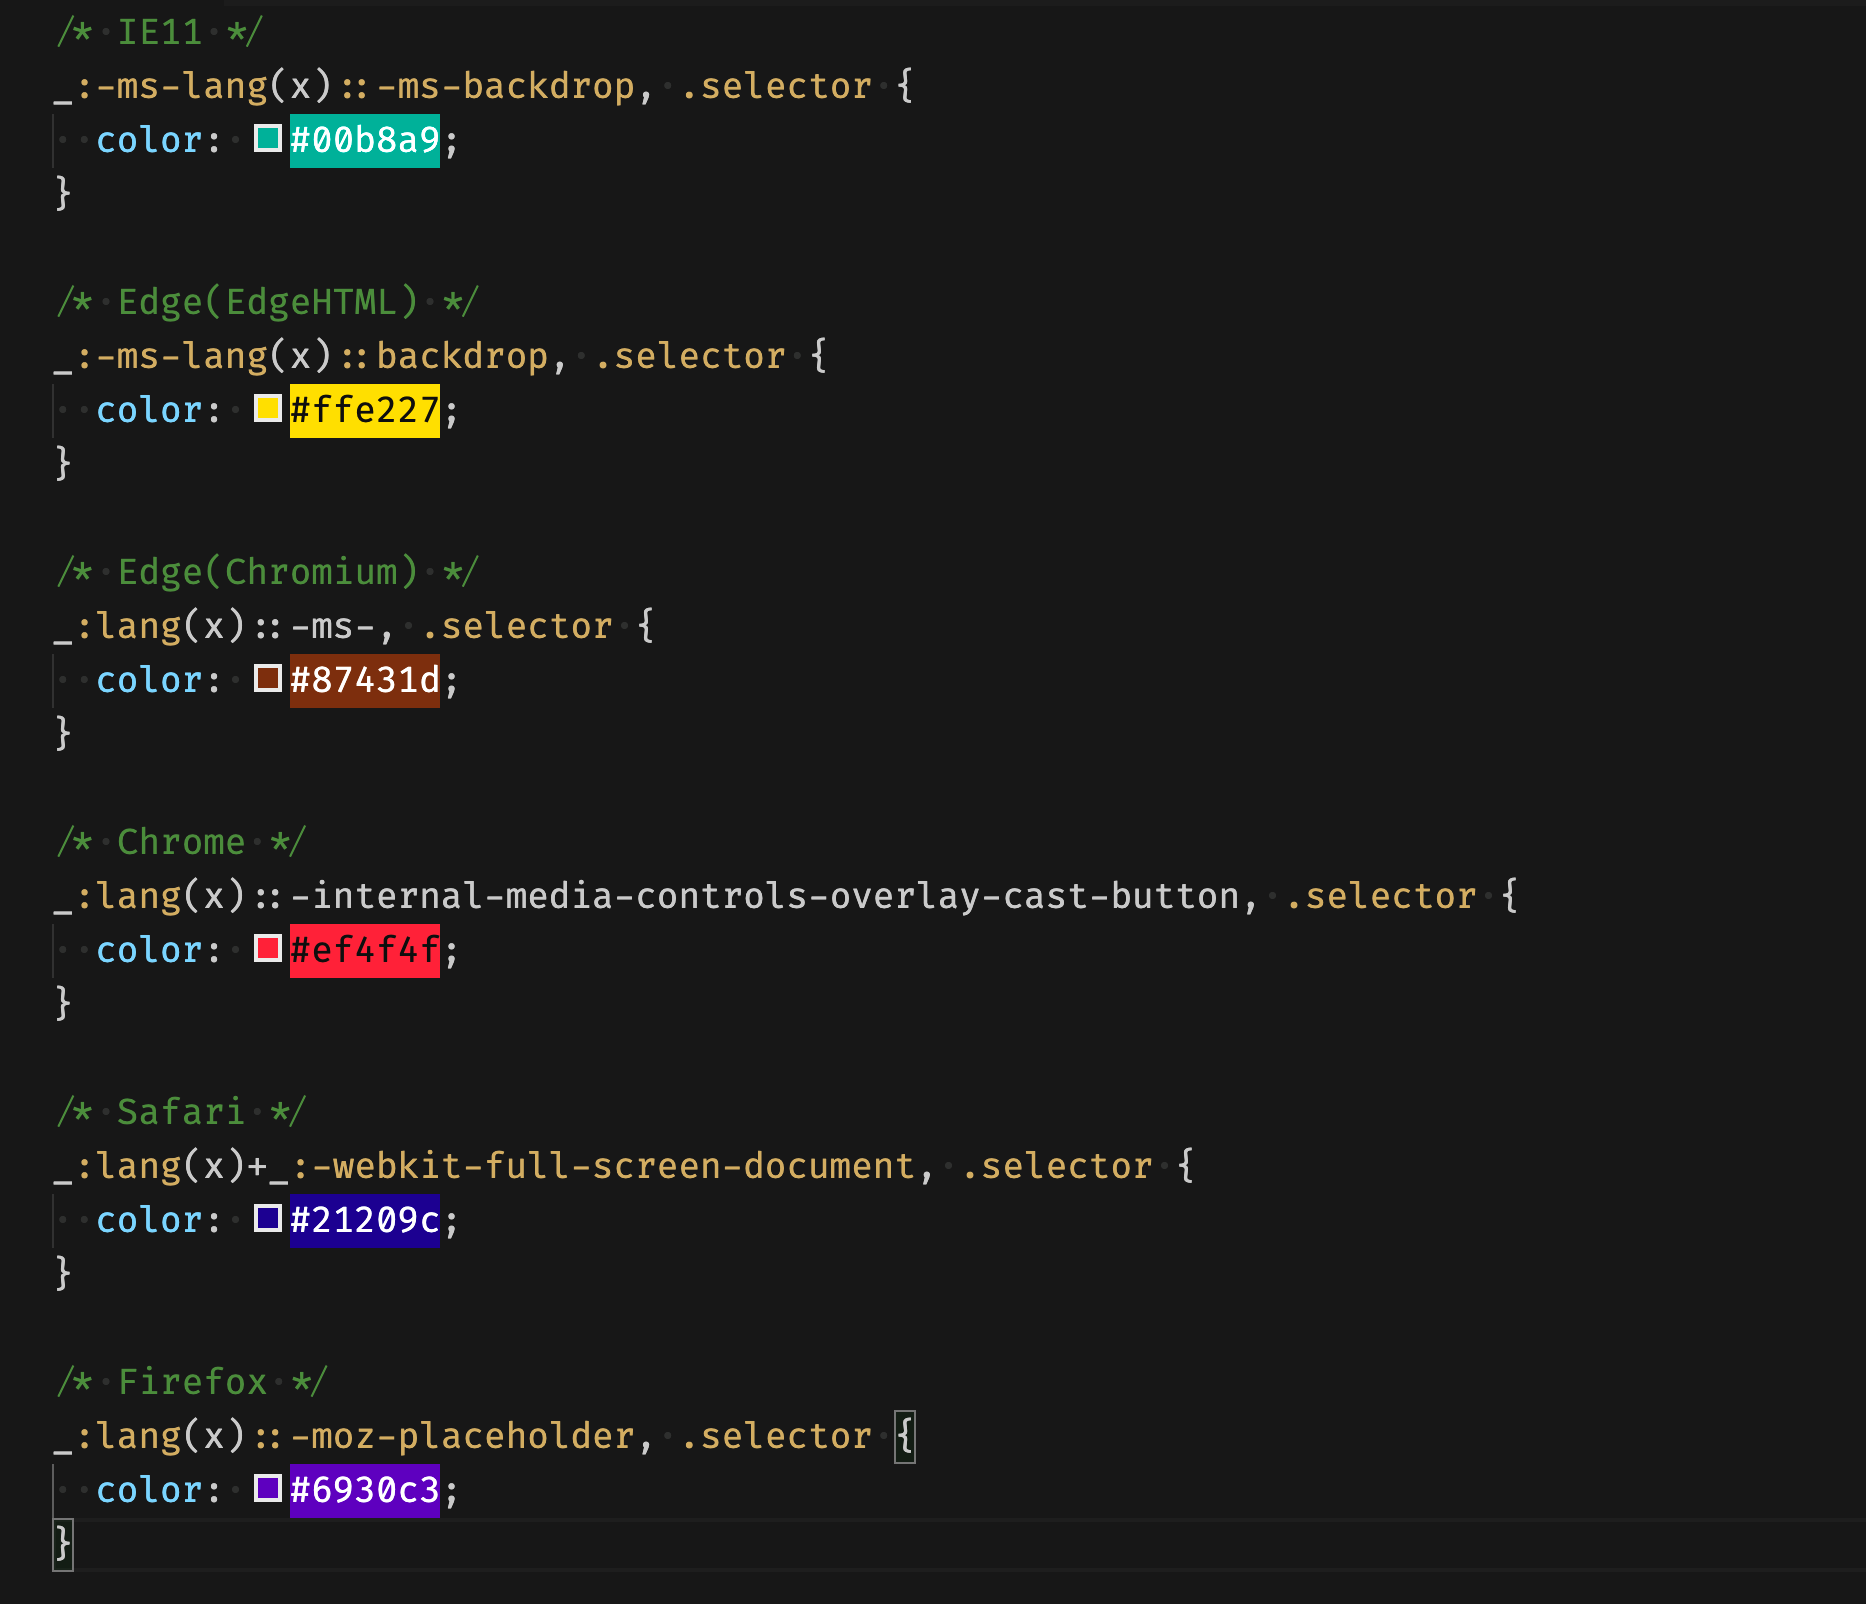 /* IE11 */
_:-ms-lang(x)::-ms-backdrop, .selector {
  color: #00b8a9;
}

/* Edge(EdgeHTML) */
_:-ms-lang(x)::backdrop, .selector {
  color: #ffe227;
}

/* Edge(Chromium) */
_:lang(x)::-ms-, .selector {
  color: #87431d;
}

/* Chrome */
_:lang(x)::-internal-media-controls-overlay-cast-button, .selector {
  color: #ef4f4f;
}

/* Safari */
_:lang(x)+_:-webkit-full-screen-document, .selector {
  color: #21209c;
}

/* Firefox */
_:lang(x)::-moz-placeholder, .selector {
  color: #6930c3;
}